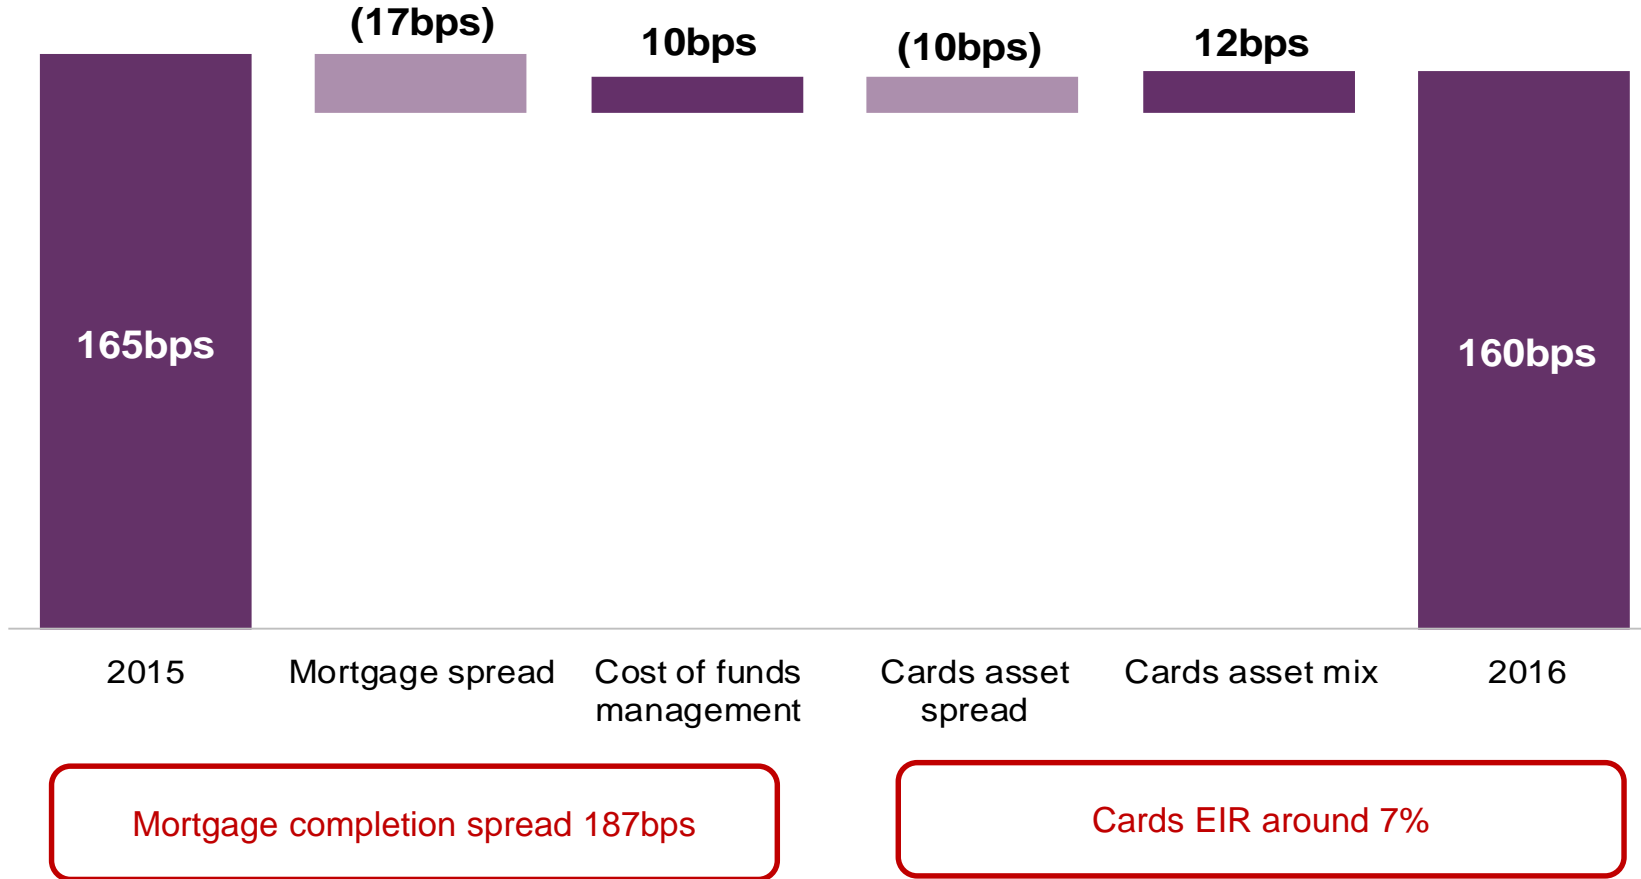 (17bps)
10bps
(10bps)
12bps
165bps
160bps
2015
Mortgage spread
Cost of funds
management
Cards asset
spread
Cards asset mix
2016
Mortgage completion spread 187bps
Cards EIR around 7%